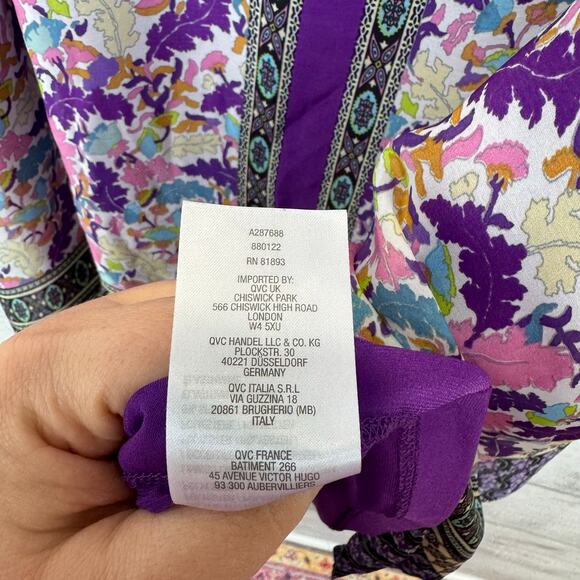 A287688
880122
RN 81893
IMPORTED BY:
QVC UK
CHISWICK PARK
566 CHISWICK HIGH ROAD
LONDON
W4 5XU
QVC HANDEL LLC & CO. KG
PLOCKSTR. 30
40221 DÜSSELDORF
GERMANY
QVC ITALIA S.R.L
VIA GUZZINA 18
20861 BRUGHERIO (MB)
ITALY
QVC FRANCE
BATIMENT 266
45 AVENUE VICTOR HUGO
93 300 AUBERVILLIERS